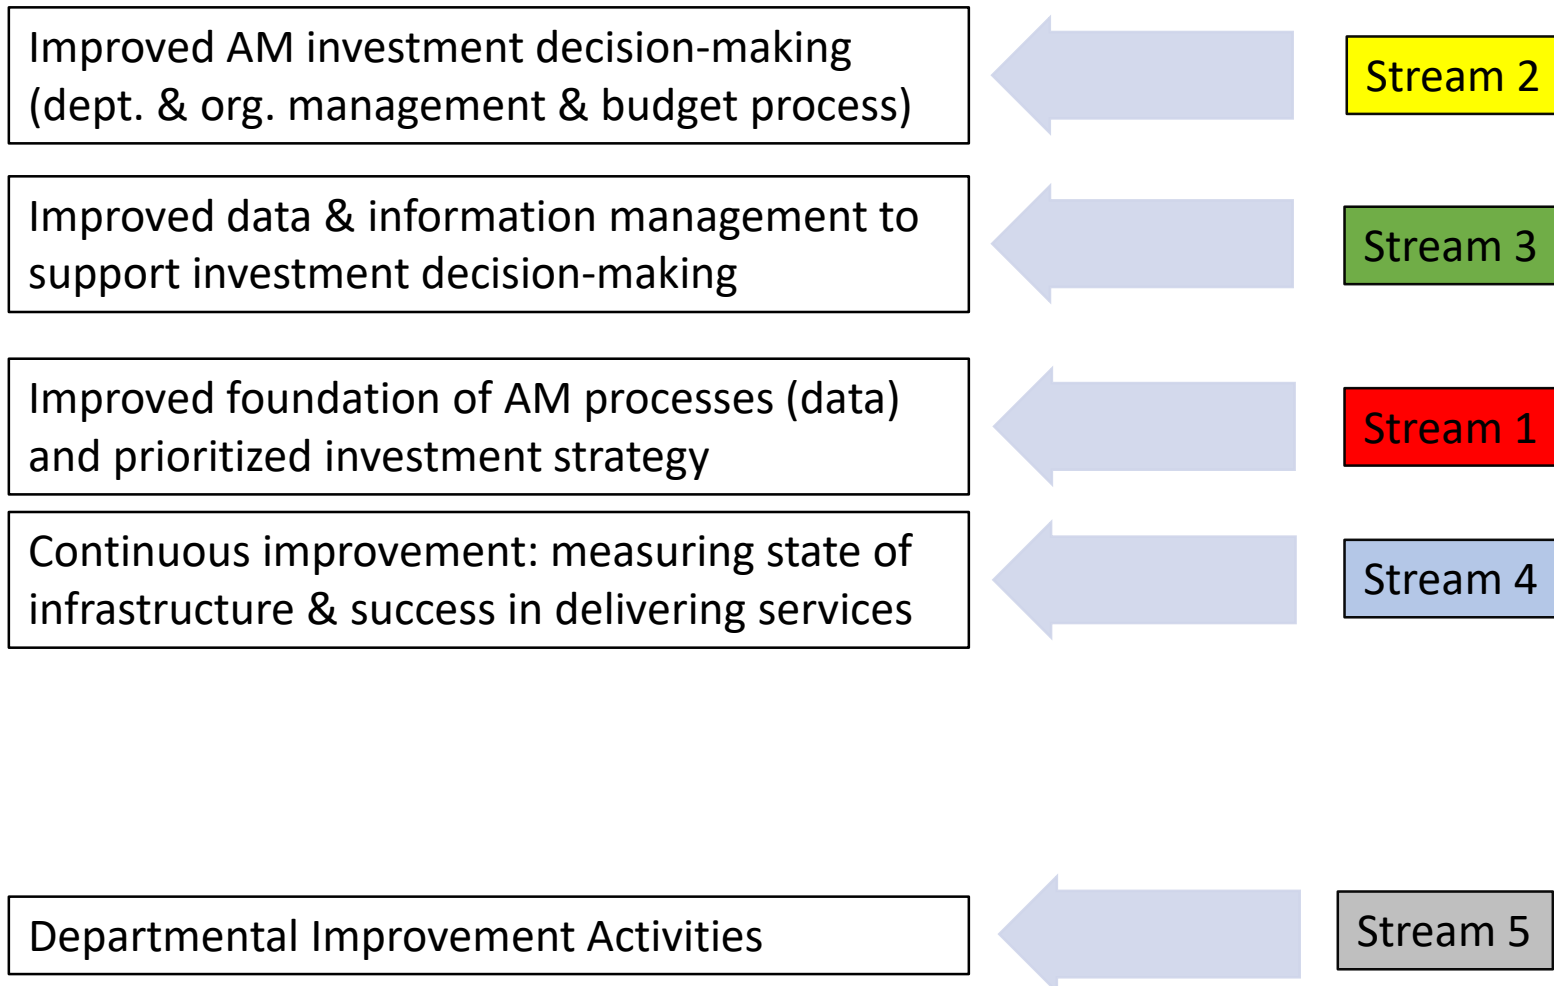 Improved AM investment decision-making
(dept. & org. management & budget process)
Stream 2
Improved data & information management to
support investment decision-making
Stream 3
Improved foundation of AM processes (data)
and prioritized investment strategy
Stream 1
Continuous improvement: measuring state of
infrastructure & success in delivering services
Stream 4
Departmental Improvement Activities
Stream 5